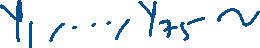 Y₁, ..., Y₇₅ ~